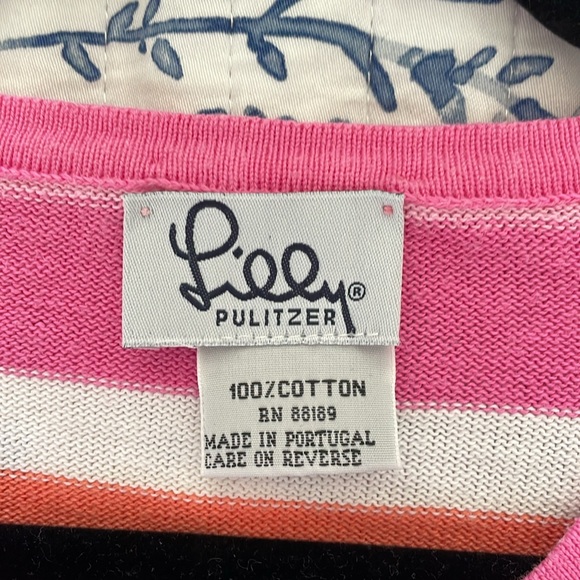 Lilly®
PULITZER
100%COTTON
RN 88189
MADE IN PORTUGAL
CARE ON REVERSE